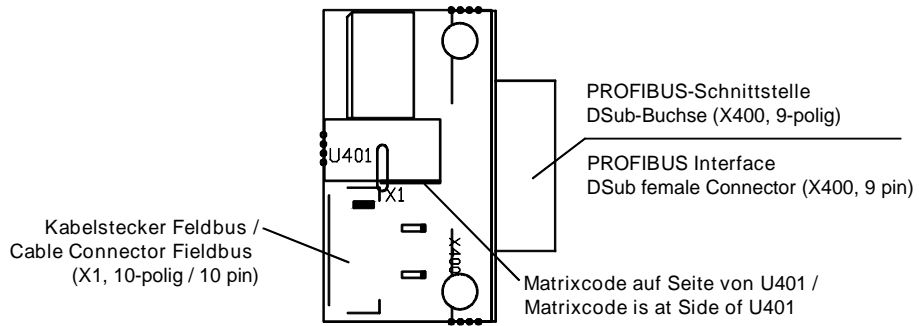 PROFIBUS-Schnittstelle
DSub-Buchse (X400, 9-polig)
PROFIBUS Interface
DSub female Connector (X400, 9 pin)
U401
X1
X400
Kabelstecker Feldbus /
Cable Connector Fieldbus
(X1, 10-polig / 10 pin)
Matrixcode auf Seite von U401 /
Matrixcode is at Side of U401